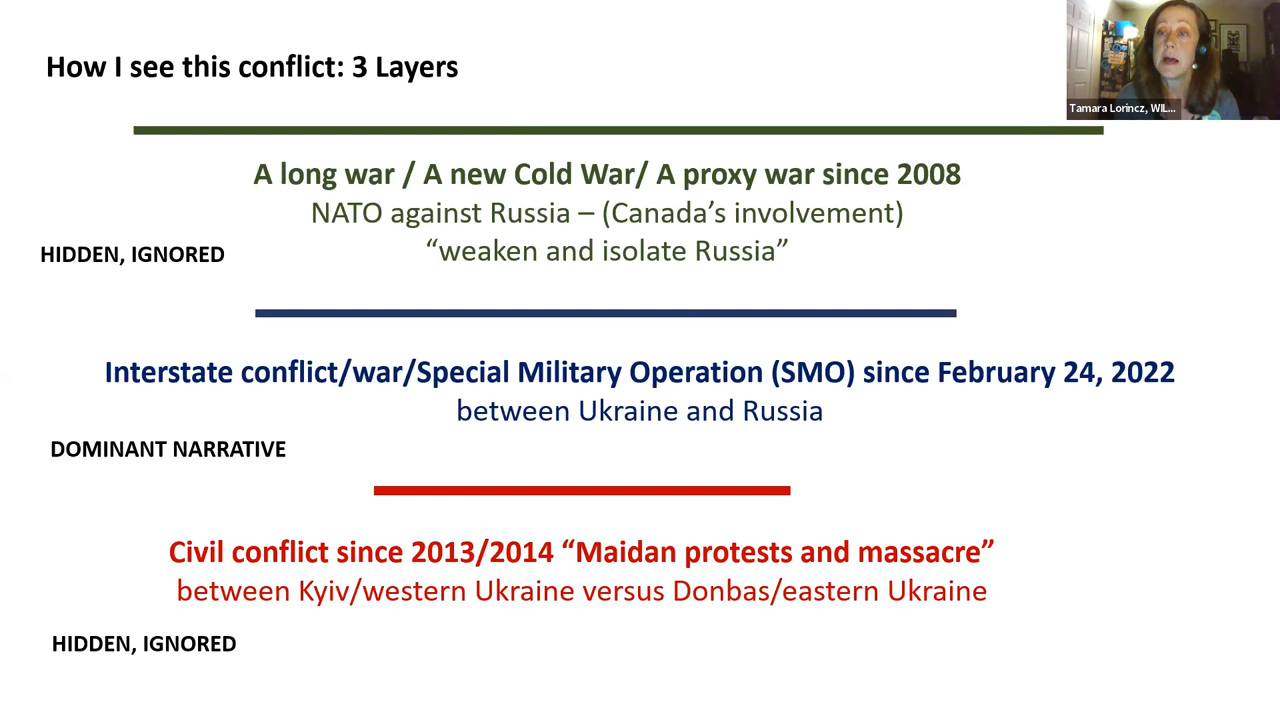 How I see this conflict: 3 Layers
Tamara Lorincz, WIL...
A long war / A new Cold War/ A proxy war since 2008
NATO against Russia – (Canada’s involvement)
“weaken and isolate Russia”
HIDDEN, IGNORED
Interstate conflict/war/Special Military Operation (SMO) since February 24, 2022
between Ukraine and Russia
DOMINANT NARRATIVE
Civil conflict since 2013/2014 “Maidan protests and massacre”
between Kyiv/western Ukraine versus Donbas/eastern Ukraine
HIDDEN, IGNORED